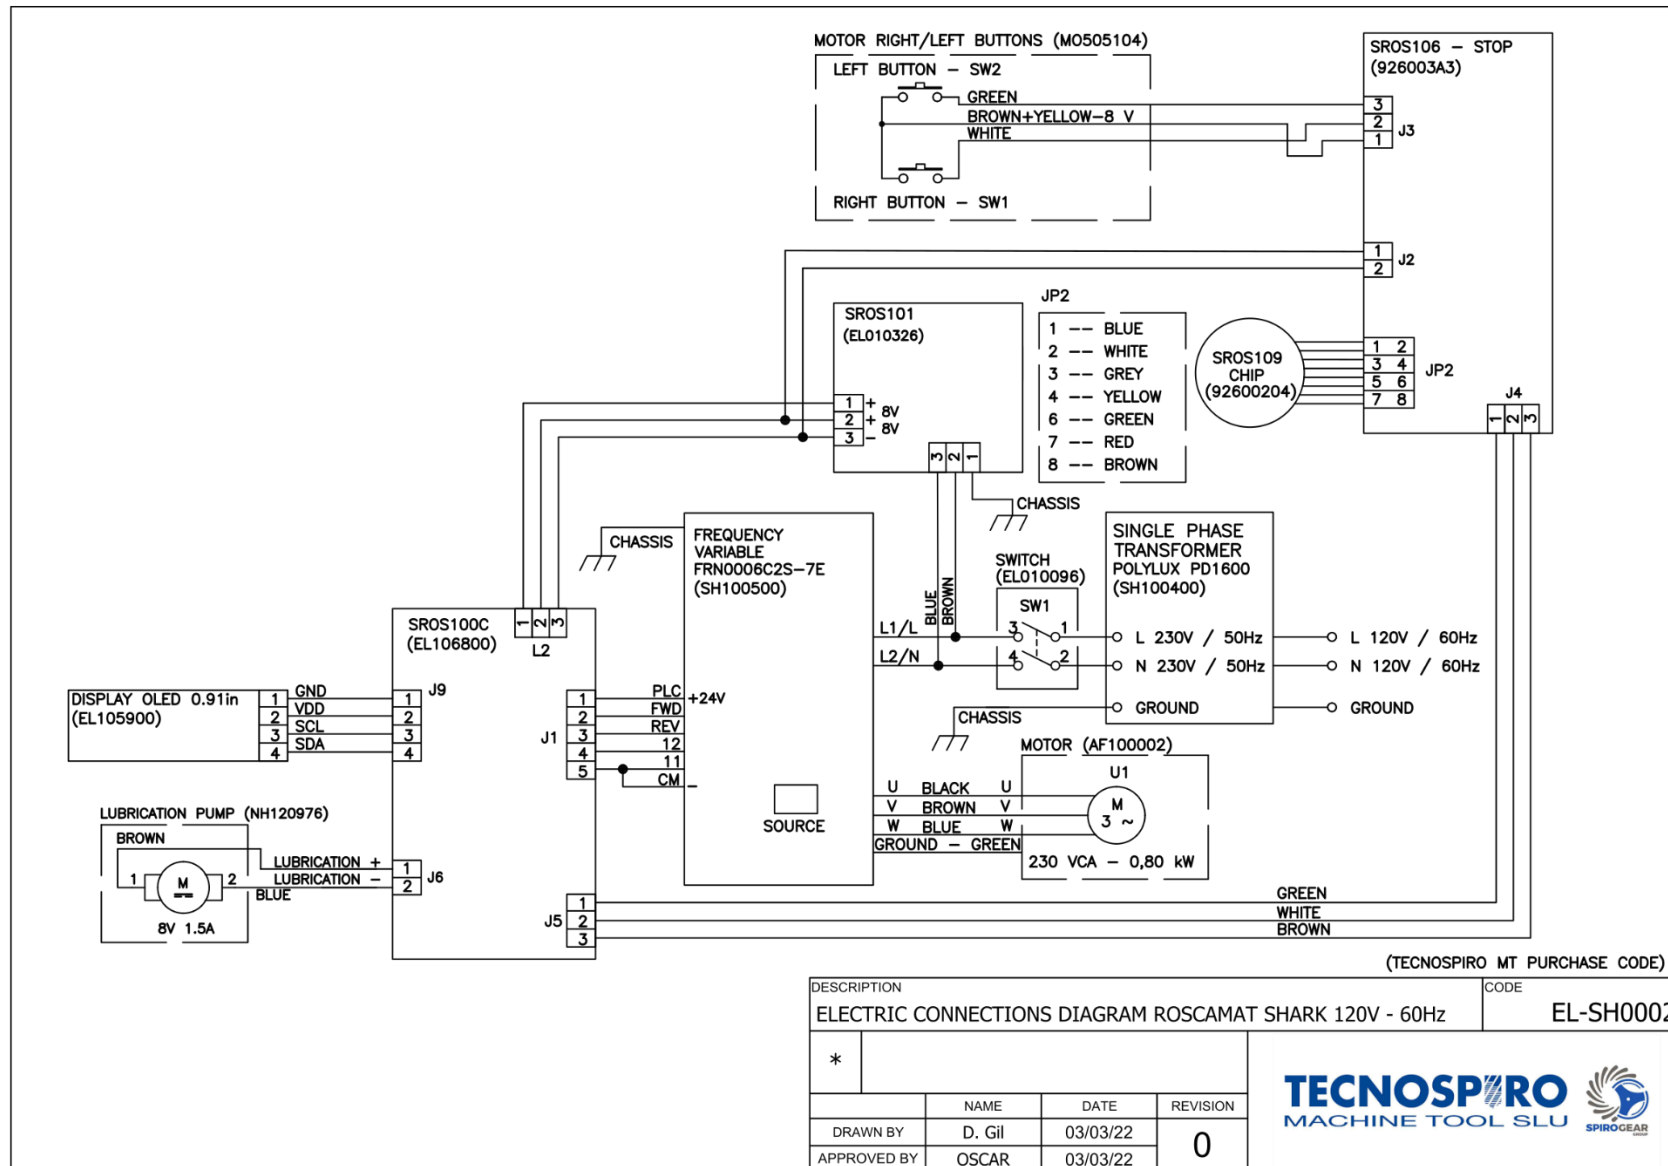 MOTOR RIGHT/LEFT BUTTONS (MO505104)
LEFT BUTTON - SW2
GREEN
BROWN+YELLOW-8 V
WHITE
RIGHT BUTTON - SW1
SROS106 - STOP
(926003A3)
3
2
1
J3
1
2
J2
1 2
3 4
5 6
7 8
JP2
J4
1 2 3
SROS109
CHIP
(92600204)
JP2
1 -- BLUE
2 -- WHITE
3 -- GREY
4 -- YELLOW
6 -- GREEN
7 -- RED
8 -- BROWN
SROS101
(EL010326)
1 +
8V
2 +
8V
3 -
3 2 1
CHASSIS
BLUE
BROWN
CHASSIS
FREQUENCY
VARIABLE
FRN0006C2S-7E
(SH100500)
L1/L
L2/N
SWITCH
(EL010096)
SW1
3 1
4 2
SINGLE PHASE
TRANSFORMER
POLYLUX PD1600
(SH100400)
L 230V / 50Hz
L 120V / 60Hz
N 230V / 50Hz
N 120V / 60Hz
GROUND
GROUND
CHASSIS
SROS100C
(EL106800)
1 2 3
L2
DISPLAY OLED 0.91in
(EL105900)
1 GND 1
2 VDD 2
3 SCL 3
4 SDA 4
J9
J1
1 PLC +24V
2 FWD
3 REV
4 12
5 11
CM -
SOURCE
MOTOR (AF100002)
U1
M
3 ~
U BLACK U
V BROWN V
W BLUE W
GROUND - GREEN
230 VCA - 0,80 kW
LUBRICATION PUMP (NH120976)
BROWN
LUBRICATION + 1
LUBRICATION - 2
J6
BLUE
1 M 2
8V 1.5A
J5
1
2
3
GREEN
WHITE
BROWN
(TECNOSPIRO MT PURCHASE CODE)
DESCRIPTION
ELECTRIC CONNECTIONS DIAGRAM ROSCAMAT SHARK 120V - 60Hz
CODE
EL-SH0002
*
NAME DATE REVISION
DRAWN BY D. Gil 03/03/22 0
APPROVED BY OSCAR 03/03/22
TECNOSPIRO
MACHINE TOOL SLU
SPIROGEAR
GROUP